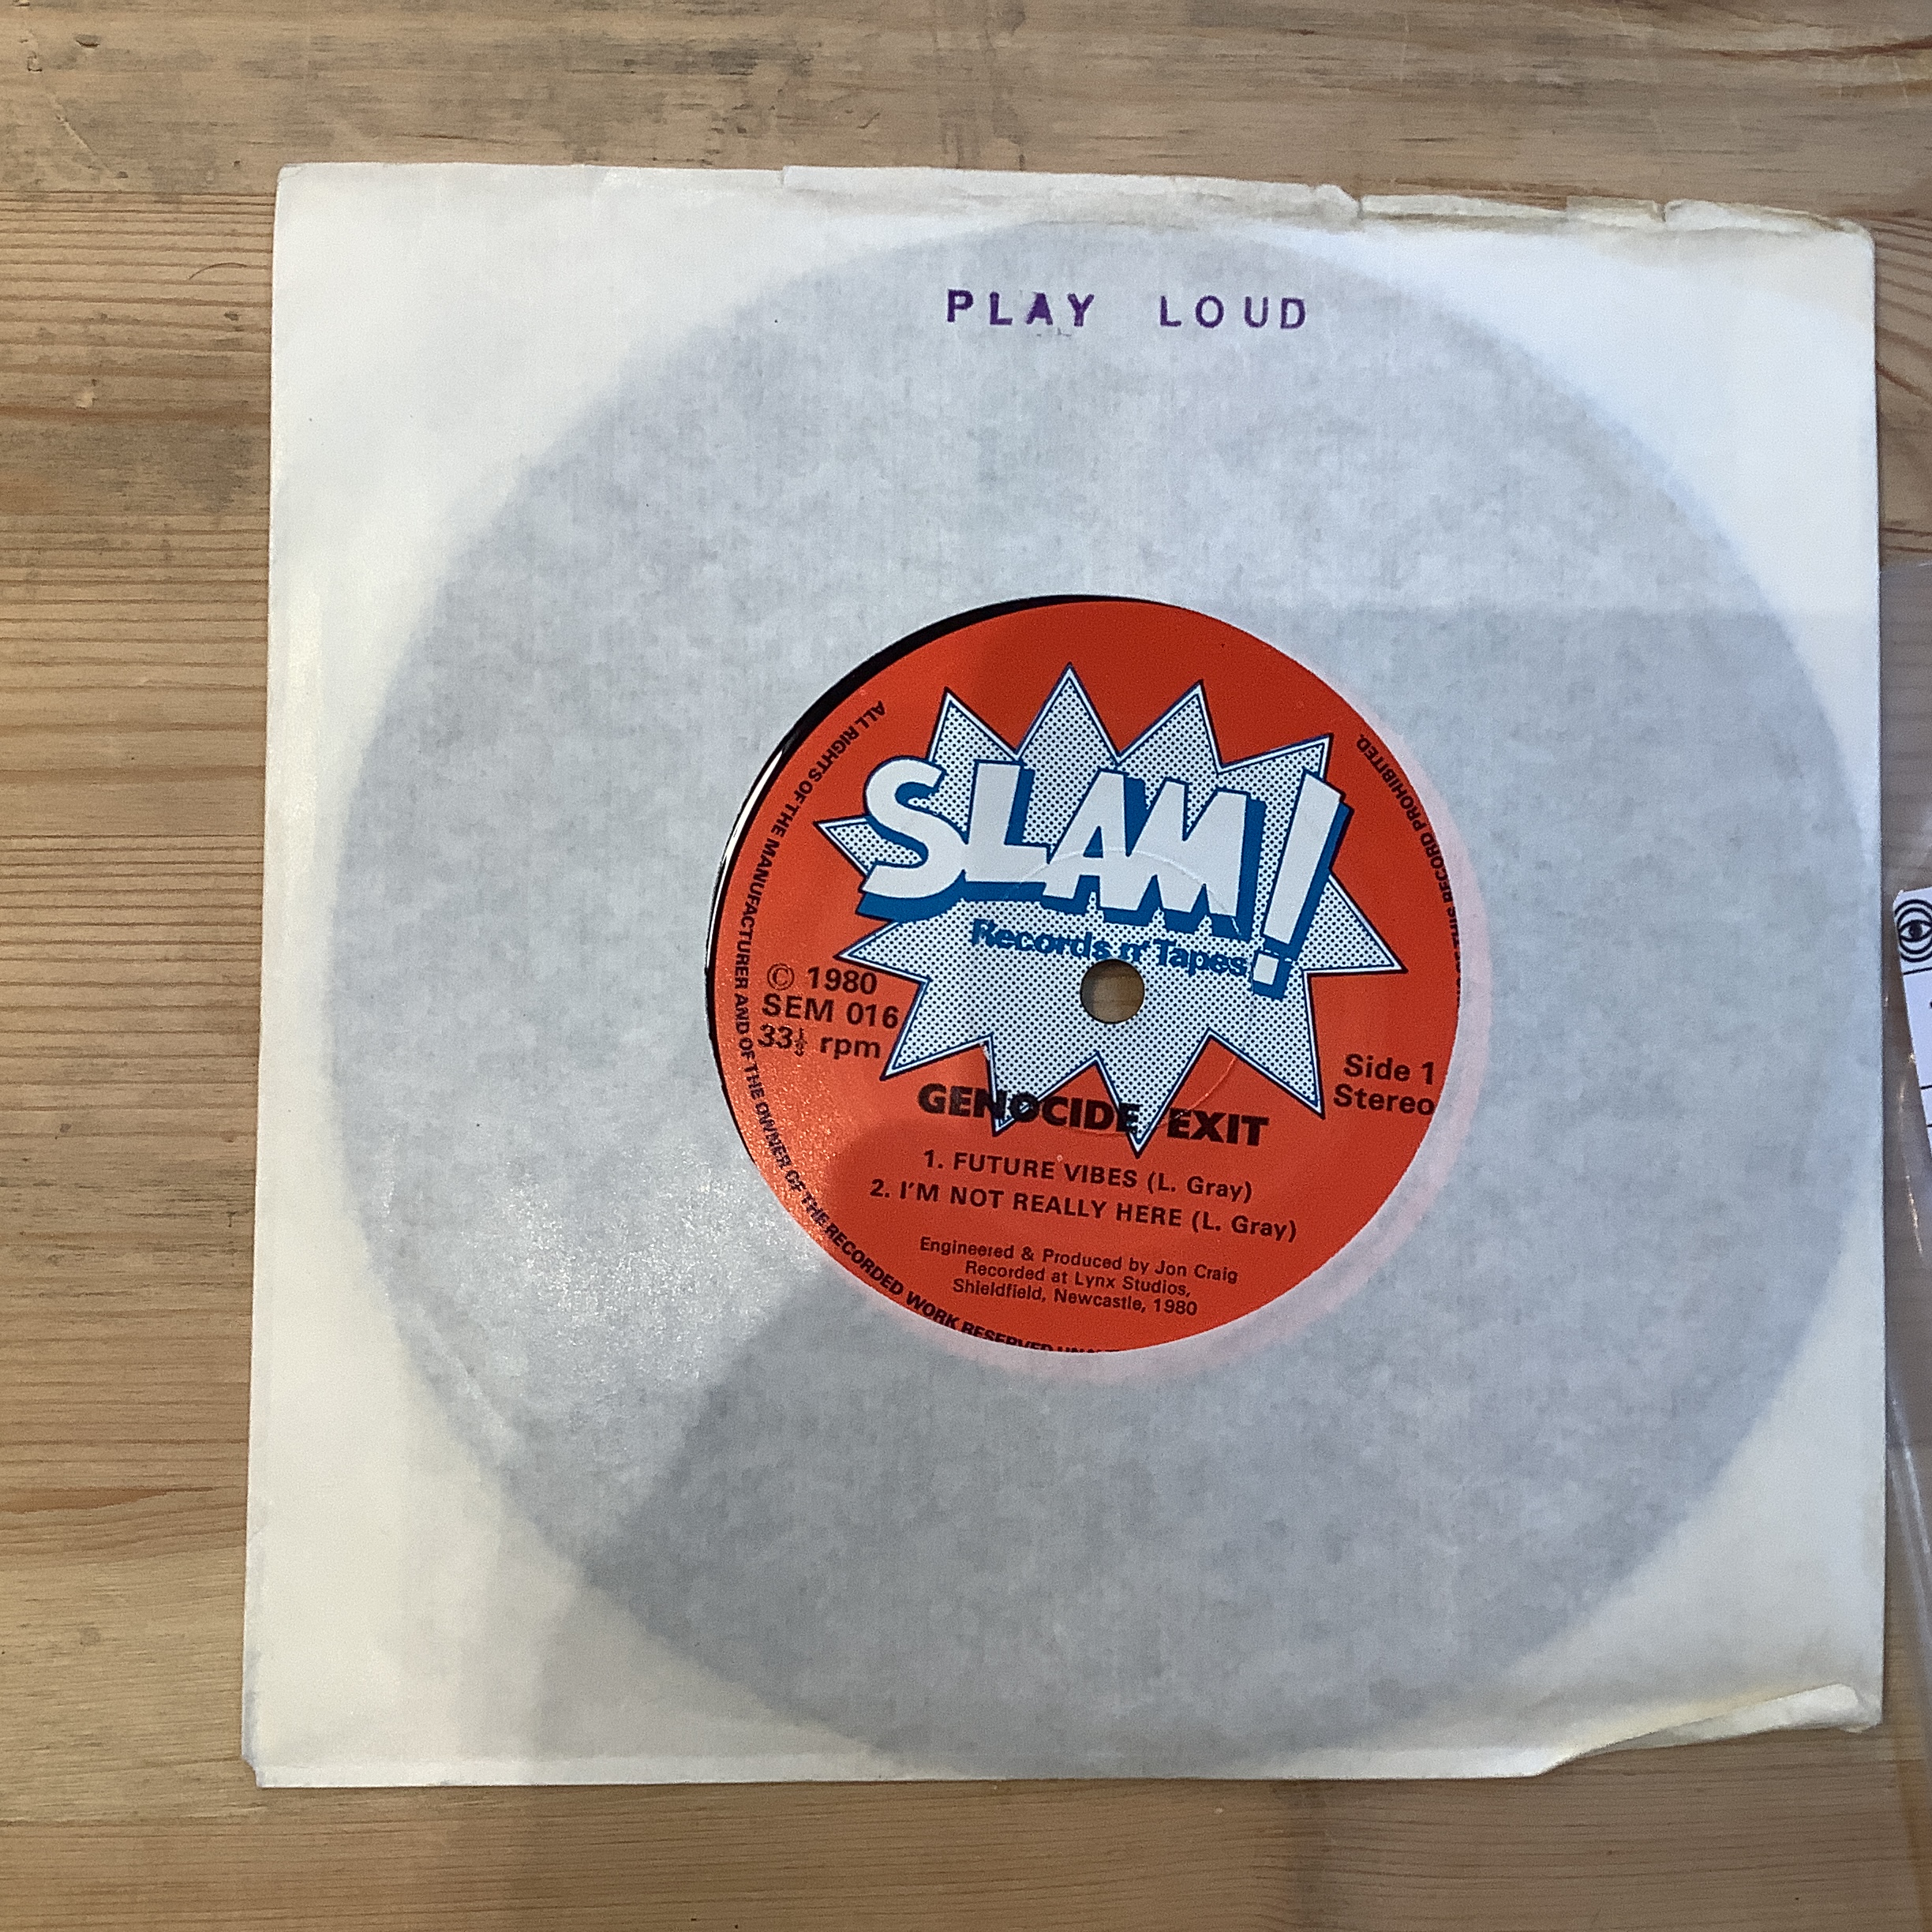 PLAY LOUD
SLAM!
Records n' Tapes
© 1980
SEM 016
33⅓ rpm
Side 1
Stereo
GENOCIDE EXIT
1. FUTURE VIBES (L. Gray)
2. I'M NOT REALLY HERE (L. Gray)
Engineered & Produced by Jon Craig
Recorded at Lynx Studios,
Shieldfield, Newcastle, 1980
ALL RIGHTS OF THE MANUFACTURER AND OF THE OWNER OF THE RECORDED WORK RESERVED
THIS RECORD PROHIBITED.